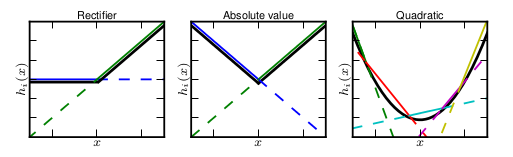 Rectifier
h_i(x)
x
Absolute value
h_i(x)
x
Quadratic
h_i(x)
x